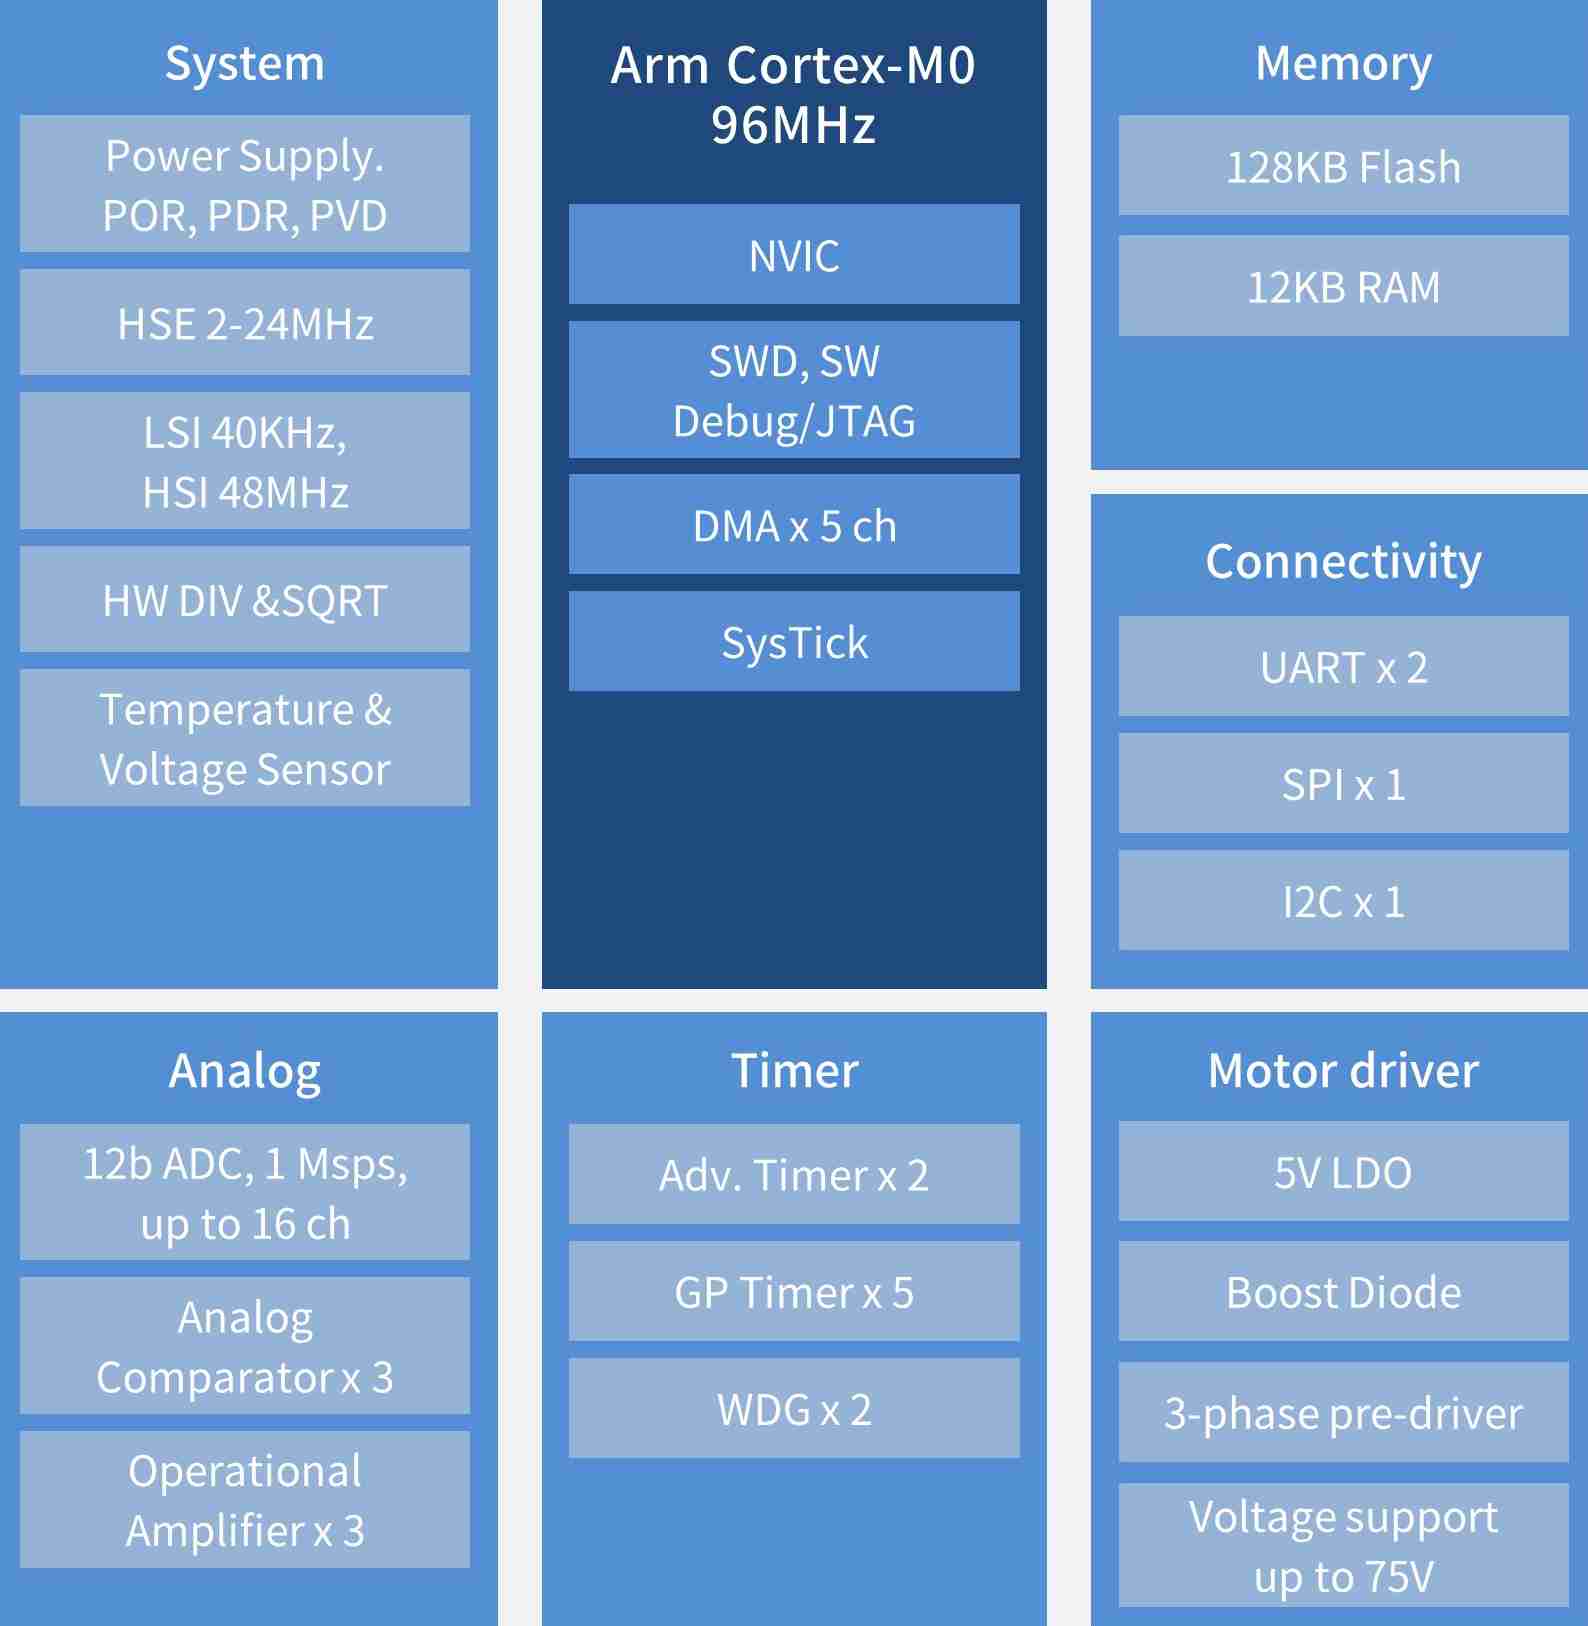 System
Power Supply.
POR, PDR, PVD
HSE 2-24MHz
LSI 40KHz,
HSI 48MHz
HW DIV &SQRT
Temperature &
Voltage Sensor
Arm Cortex-M0
96MHz
NVIC
SWD, SW
Debug/JTAG
DMA x 5 ch
SysTick
Memory
128KB Flash
12KB RAM
Connectivity
UART x 2
SPI x 1
I2C x 1
Analog
12b ADC, 1 Msps,
up to 16 ch
Analog
Comparator x 3
Operational
Amplifier x 3
Timer
Adv. Timer x 2
GP Timer x 5
WDG x 2
Motor driver
5V LDO
Boost Diode
3-phase pre-driver
Voltage support
up to 75V